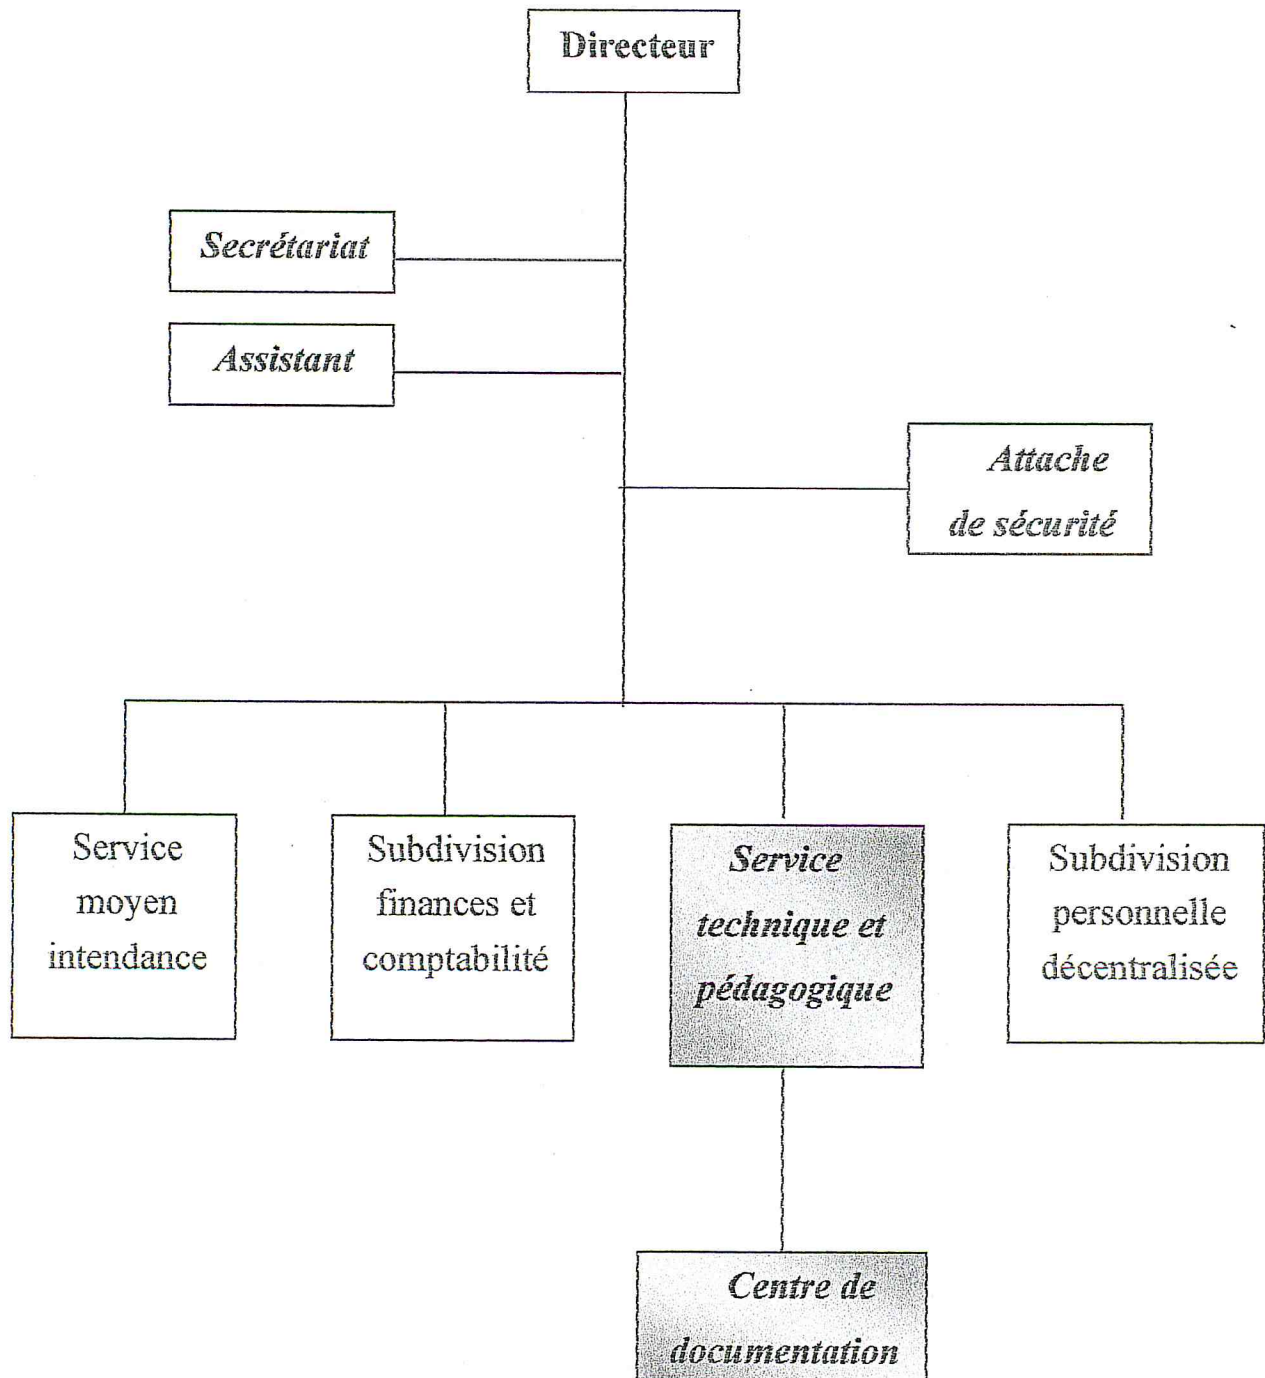 Directeur
Secrétariat
Assistant
Attache
de sécurité
Service
moyen
intendance
Subdivision
finances et
comptabilité
Service
technique et
pédagogique
Subdivision
personnelle
décentralisée
Centre de
documentation